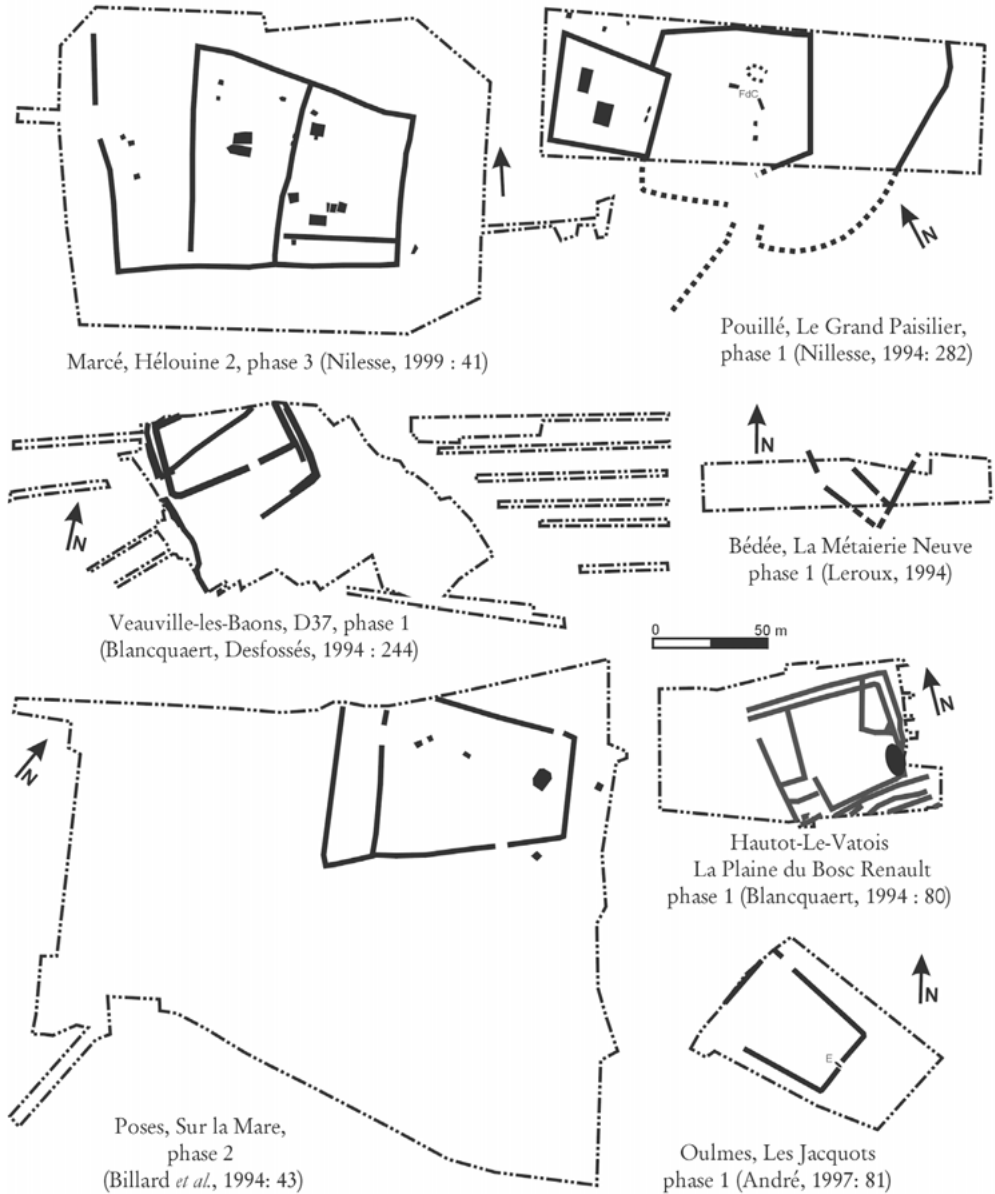 FdC
N
Marcé, Hélouine 2, phase 3 (Nilesse, 1999 : 41)
Pouillé, Le Grand Paisilier,
phase 1 (Nillesse, 1994: 282)
N
N
Veauville-les-Baons, D37, phase 1
(Blancquaert, Desfossés, 1994 : 244)
Bédée, La Métaierie Neuve
phase 1 (Leroux, 1994)
0 50 m
N
N
Hautot-Le-Vatois
La Plaine du Bosc Renault
phase 1 (Blancquaert, 1994 : 80)
N
E
Poses, Sur la Mare,
phase 2
(Billard et al., 1994: 43)
Oulmes, Les Jacquots
phase 1 (André, 1997: 81)